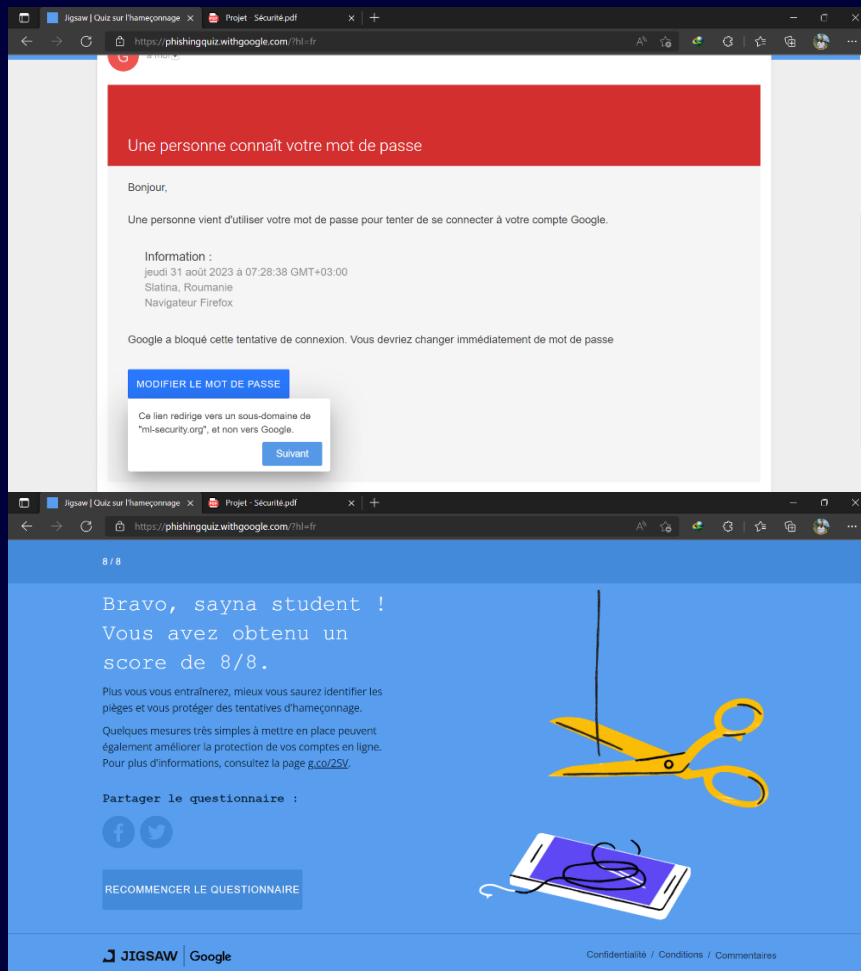 Jigsaw | Quiz sur l'hameçonnage
Projet - Sécurité.pdf
https://phishingquiz.withgoogle.com/?hl=fr
G
à moi
Une personne connaît votre mot de passe
Bonjour,
Une personne vient d'utiliser votre mot de passe pour tenter de se connecter à votre compte Google.
Information :
jeudi 31 août 2023 à 07:28:38 GMT+03:00
Slatina, Roumanie
Navigateur Firefox
Google a bloqué cette tentative de connexion. Vous devriez changer immédiatement de mot de passe
MODIFIER LE MOT DE PASSE
Ce lien redirige vers un sous-domaine de
"ml-security.org", et non vers Google.
Suivant
Jigsaw | Quiz sur l'hameçonnage
Projet - Sécurité.pdf
https://phishingquiz.withgoogle.com/?hl=fr
8 / 8
Bravo, sayna student !
Vous avez obtenu un
score de 8/8.
Plus vous vous entraînerez, mieux vous saurez identifier les
pièges et vous protéger des tentatives d'hameçonnage.
Quelques mesures très simples à mettre en place peuvent
également améliorer la protection de vos comptes en ligne.
Pour plus d'informations, consultez la page g.co/2SV.
Partager le questionnaire :
RECOMMENCER LE QUESTIONNAIRE
JIGSAW | Google
Confidentialité / Conditions / Commentaires